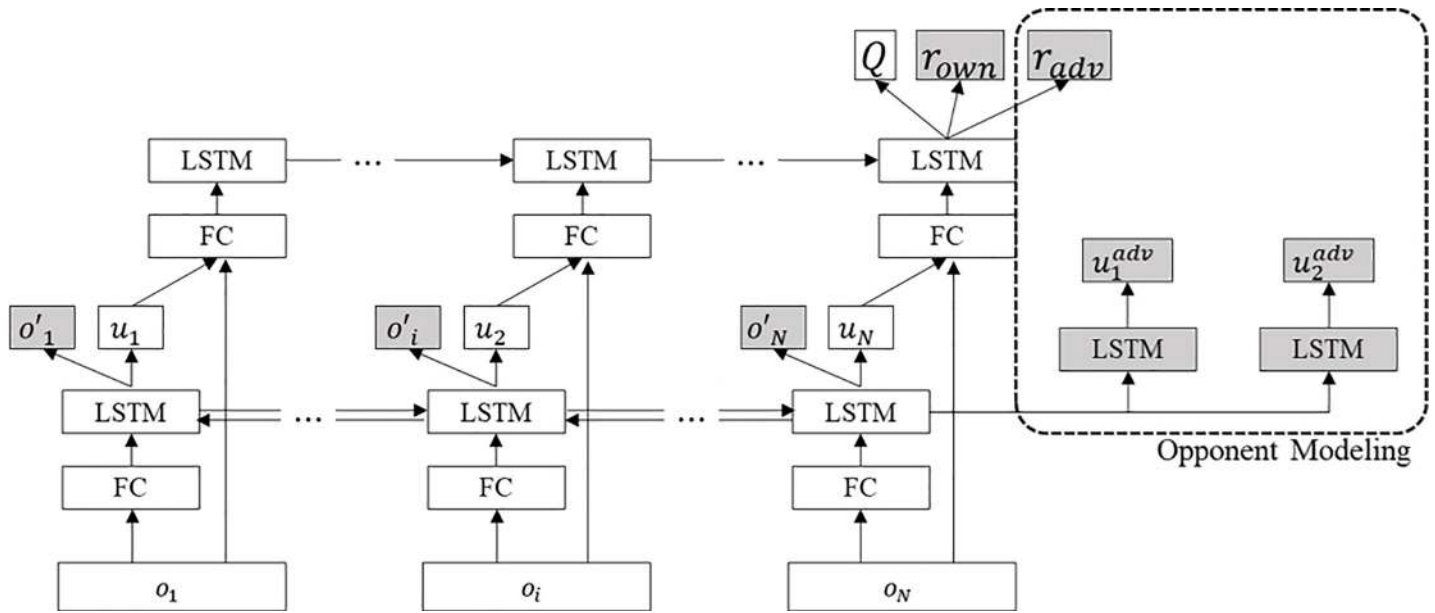 Q r_own r_adv
LSTM ... LSTM ... LSTM
FC FC FC
u_1^adv u_2^adv
o'_1 u_1 o'_i u_2 o'_N u_N
LSTM LSTM
LSTM ... LSTM ... LSTM
Opponent Modeling
FC FC FC
o_1 o_i o_N